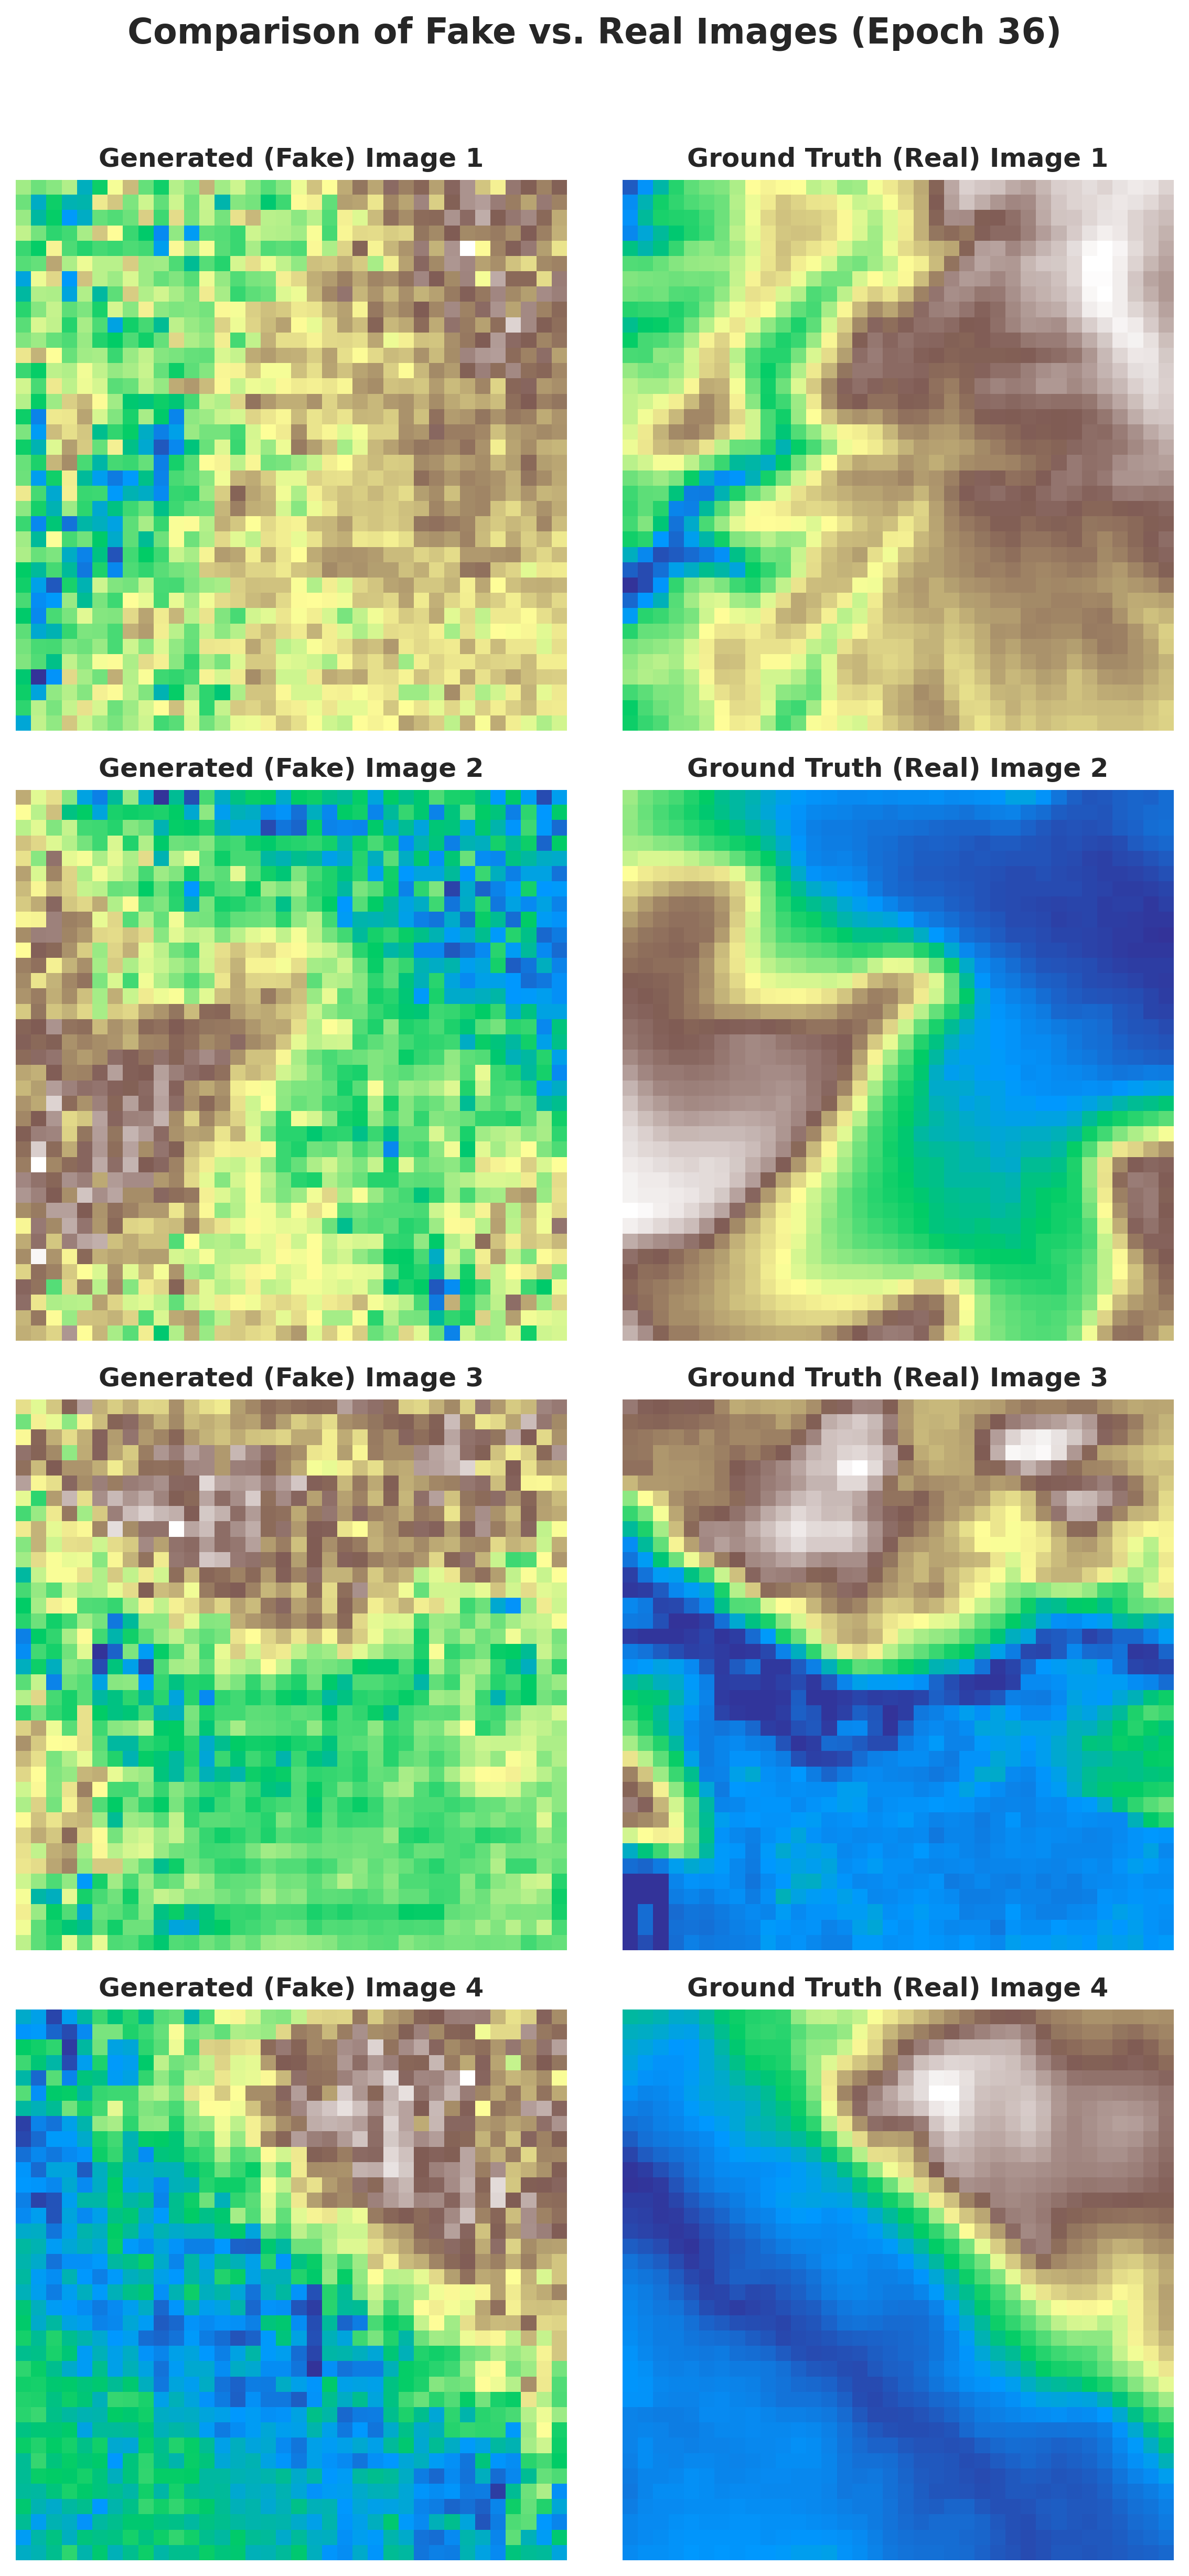 Comparison of Fake vs. Real Images (Epoch 36)
Generated (Fake) Image 1
Ground Truth (Real) Image 1
Generated (Fake) Image 2
Ground Truth (Real) Image 2
Generated (Fake) Image 3
Ground Truth (Real) Image 3
Generated (Fake) Image 4
Ground Truth (Real) Image 4